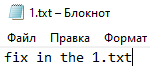 1.txt – Блокнот
Файл Правка Формат
fix in the 1.txt